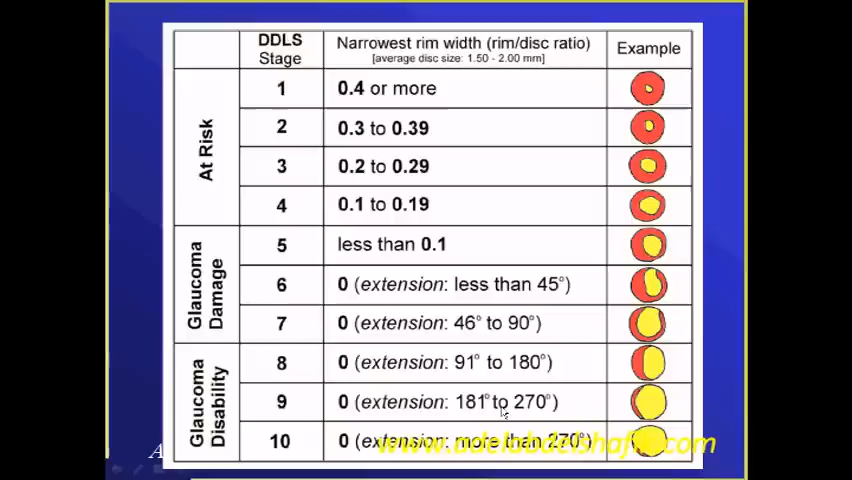 DDLS Stage Narrowest rim width (rim/disc ratio) [average disc size: 1.50 - 2.00 mm] Example
At Risk
1 0.4 or more
2 0.3 to 0.39
3 0.2 to 0.29
4 0.1 to 0.19
Glaucoma Damage
5 less than 0.1
6 0 (extension: less than 45°)
7 0 (extension: 46° to 90°)
Glaucoma Disability
8 0 (extension: 91° to 180°)
9 0 (extension: 181° to 270°)
10 0 (extension: more than 270°)
A